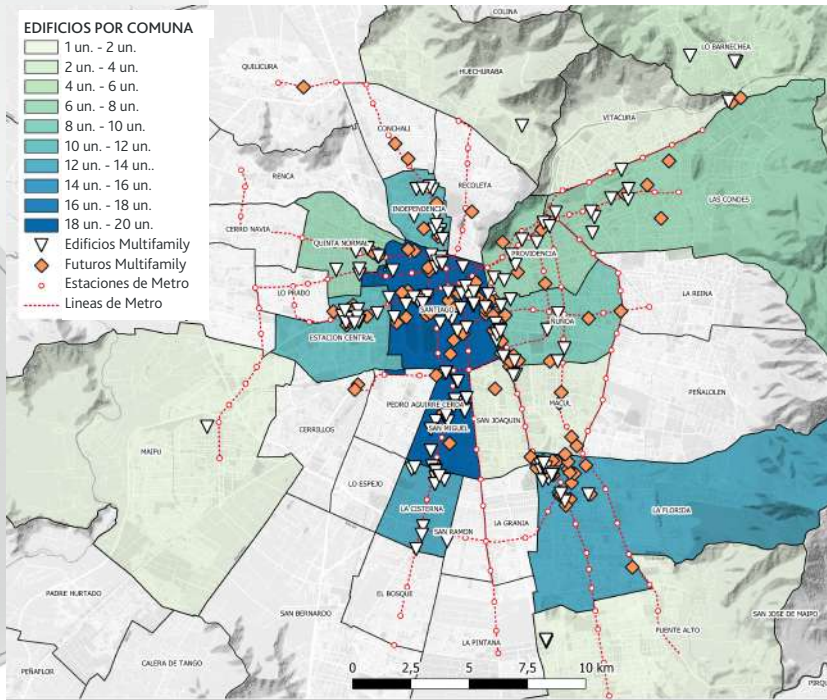 EDIFICIOS POR COMUNA
1 un. - 2 un.
2 un. - 4 un.
4 un. - 6 un.
6 un. - 8 un.
8 un. - 10 un.
10 un. - 12 un.
12 un. - 14 un..
14 un. - 16 un.
16 un. - 18 un.
18 un. - 20 un.
Edificios Multifamily
Futuros Multifamily
Estaciones de Metro
Lineas de Metro
COLINA
LO BARNECHEA
QUILICURA
HUECHURABA
VITACURA
CONCHALI
RENCA
RECOLETA
LAS CONDES
INDEPENDENCIA
CERRO NAVIA
QUINTA NORMAL
PROVIDENCIA
LO PRADO
LA REINA
SANTIAGO
ÑUÑOA
ESTACION CENTRAL
PEÑALOLEN
PEDRO AGUIRRE CERDA
MACUL
CERRILLOS
SAN JOAQUIN
SAN MIGUEL
MAIPU
LO ESPEJO
LA CISTERNA
LA FLORIDA
LA GRANJA
SAN RAMON
PADRE HURTADO
EL BOSQUE
SAN BERNARDO
SAN JOSE DE MAIPO
PUENTE ALTO
LA PINTANA
CALERA DE TANGO
PEÑAFLOR
PIRQ
0 2,5 5 7,5 10 km